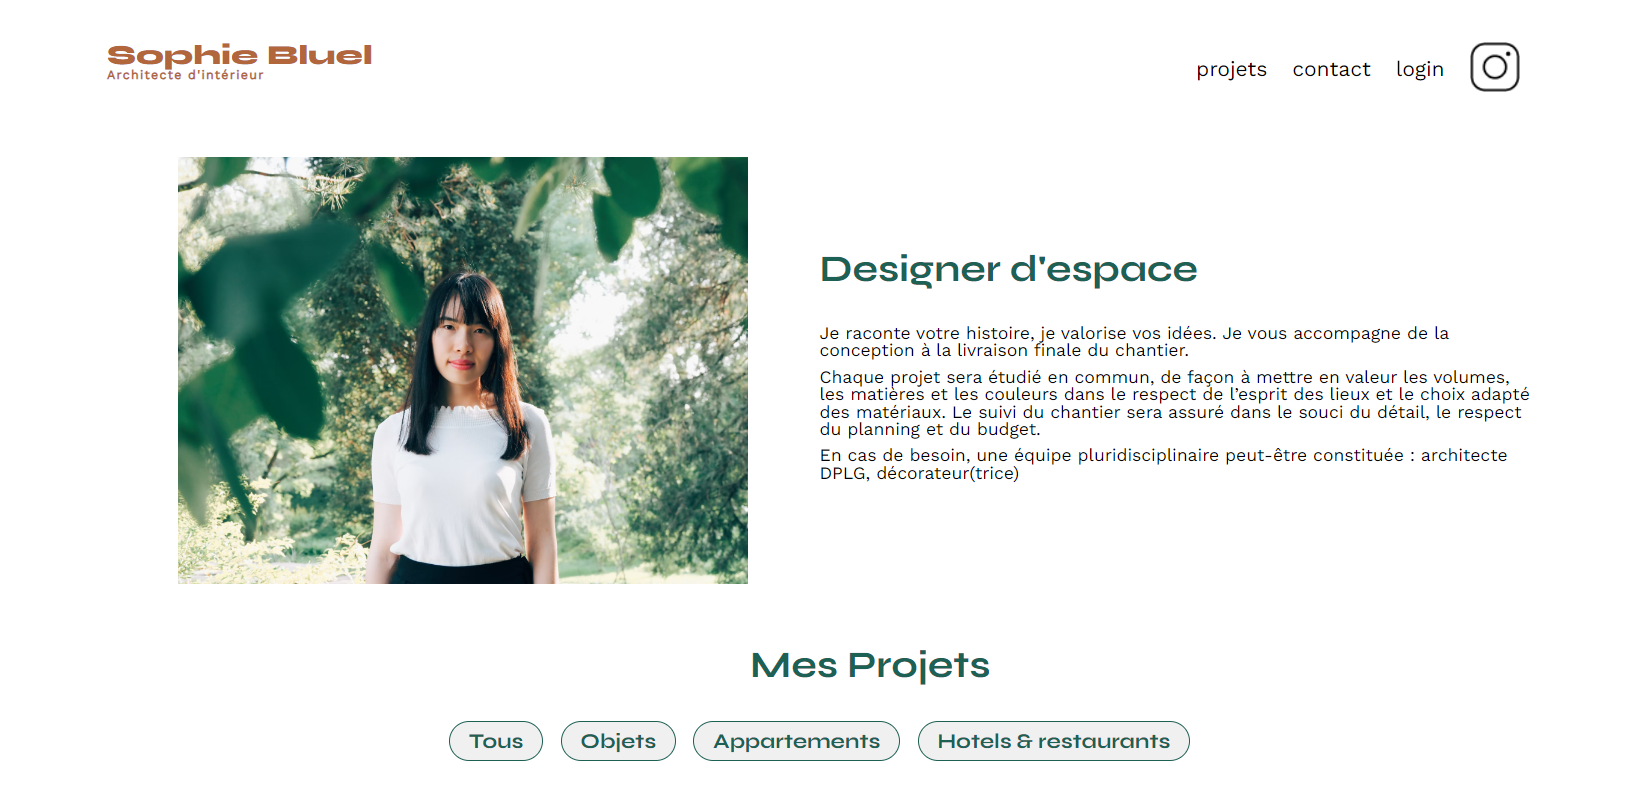 Sophie Bluel
Architecte d'intérieur
projets contact login
Designer d'espace
Je raconte votre histoire, je valorise vos idées. Je vous accompagne de la
conception à la livraison finale du chantier.
Chaque projet sera étudié en commun, de façon à mettre en valeur les volumes,
les matières et les couleurs dans le respect de l’esprit des lieux et le choix adapté
des matériaux. Le suivi du chantier sera assuré dans le souci du détail, le respect
du planning et du budget.
En cas de besoin, une équipe pluridisciplinaire peut-être constituée : architecte
DPLG, décorateur(trice)
Mes Projets
Tous Objets Appartements Hotels & restaurants